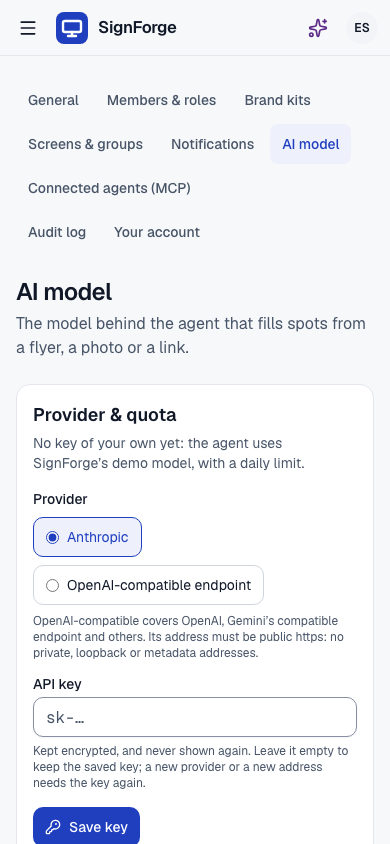 SignForge
ES
General
Members & roles
Brand kits
Screens & groups
Notifications
AI model
Connected agents (MCP)
Audit log
Your account
AI model
The model behind the agent that fills spots from
a flyer, a photo or a link.
Provider & quota
No key of your own yet: the agent uses
SignForge's demo model, with a daily limit.
Provider
Anthropic
OpenAI-compatible endpoint
OpenAI-compatible covers OpenAI, Gemini's compatible
endpoint and others. Its address must be public https: no
private, loopback or metadata addresses.
API key
sk-…
Kept encrypted, and never shown again. Leave it empty to
keep the saved key; a new provider or a new address
needs the key again.
Save key